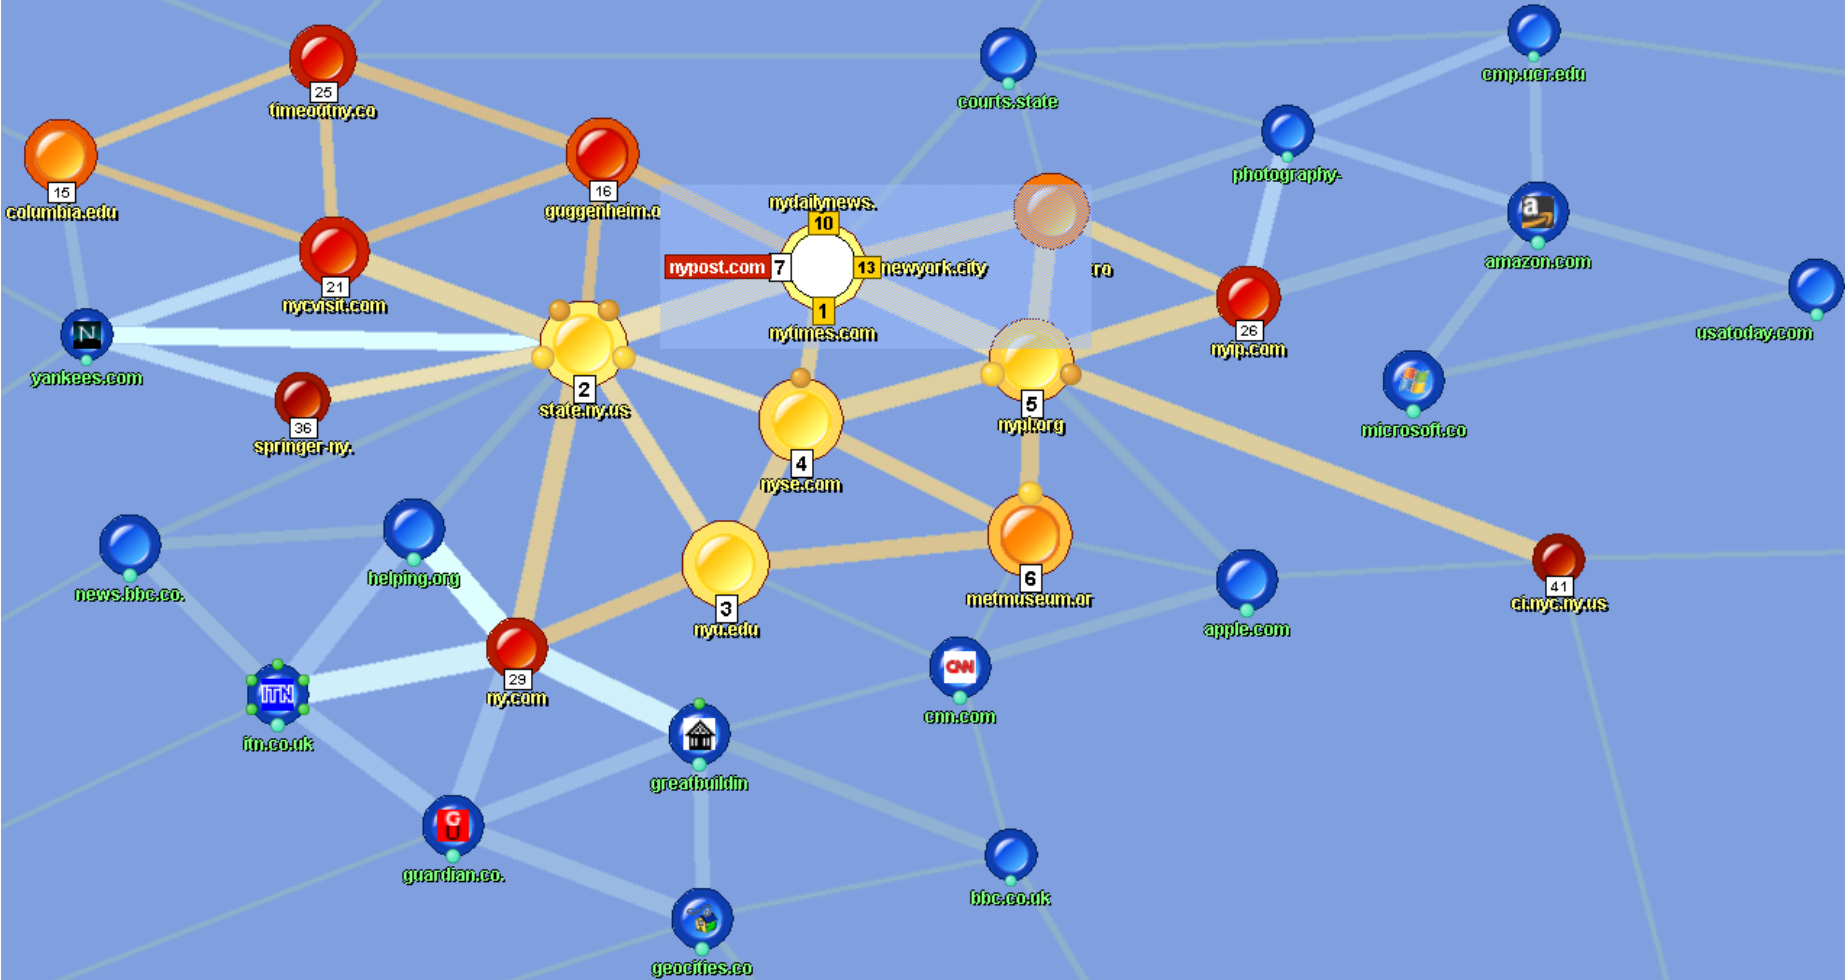 cmp.ucr.edu
courts.state
25
timeoutny.co
photography-
15
columbia.edu
16
guggenheim.o
nydailynews.
10
amazon.com
nypost.com 7
13 newyork.city
21
nycvisit.com
1
nytimes.com
26
nyip.com
usatoday.com
N
yankees.com
2
state.ny.us
5
nypl.org
36
springer-ny.
microsoft.co
4
nyse.com
news.bbc.co.
helping.org
6
metmuseum.or
41
ci.nyc.ny.us
3
nyu.edu
apple.com
29
ny.com
CNN
cnn.com
ITN
itn.co.uk
greatbuildin
GU
guardian.co.
bbc.co.uk
geocities.co
a